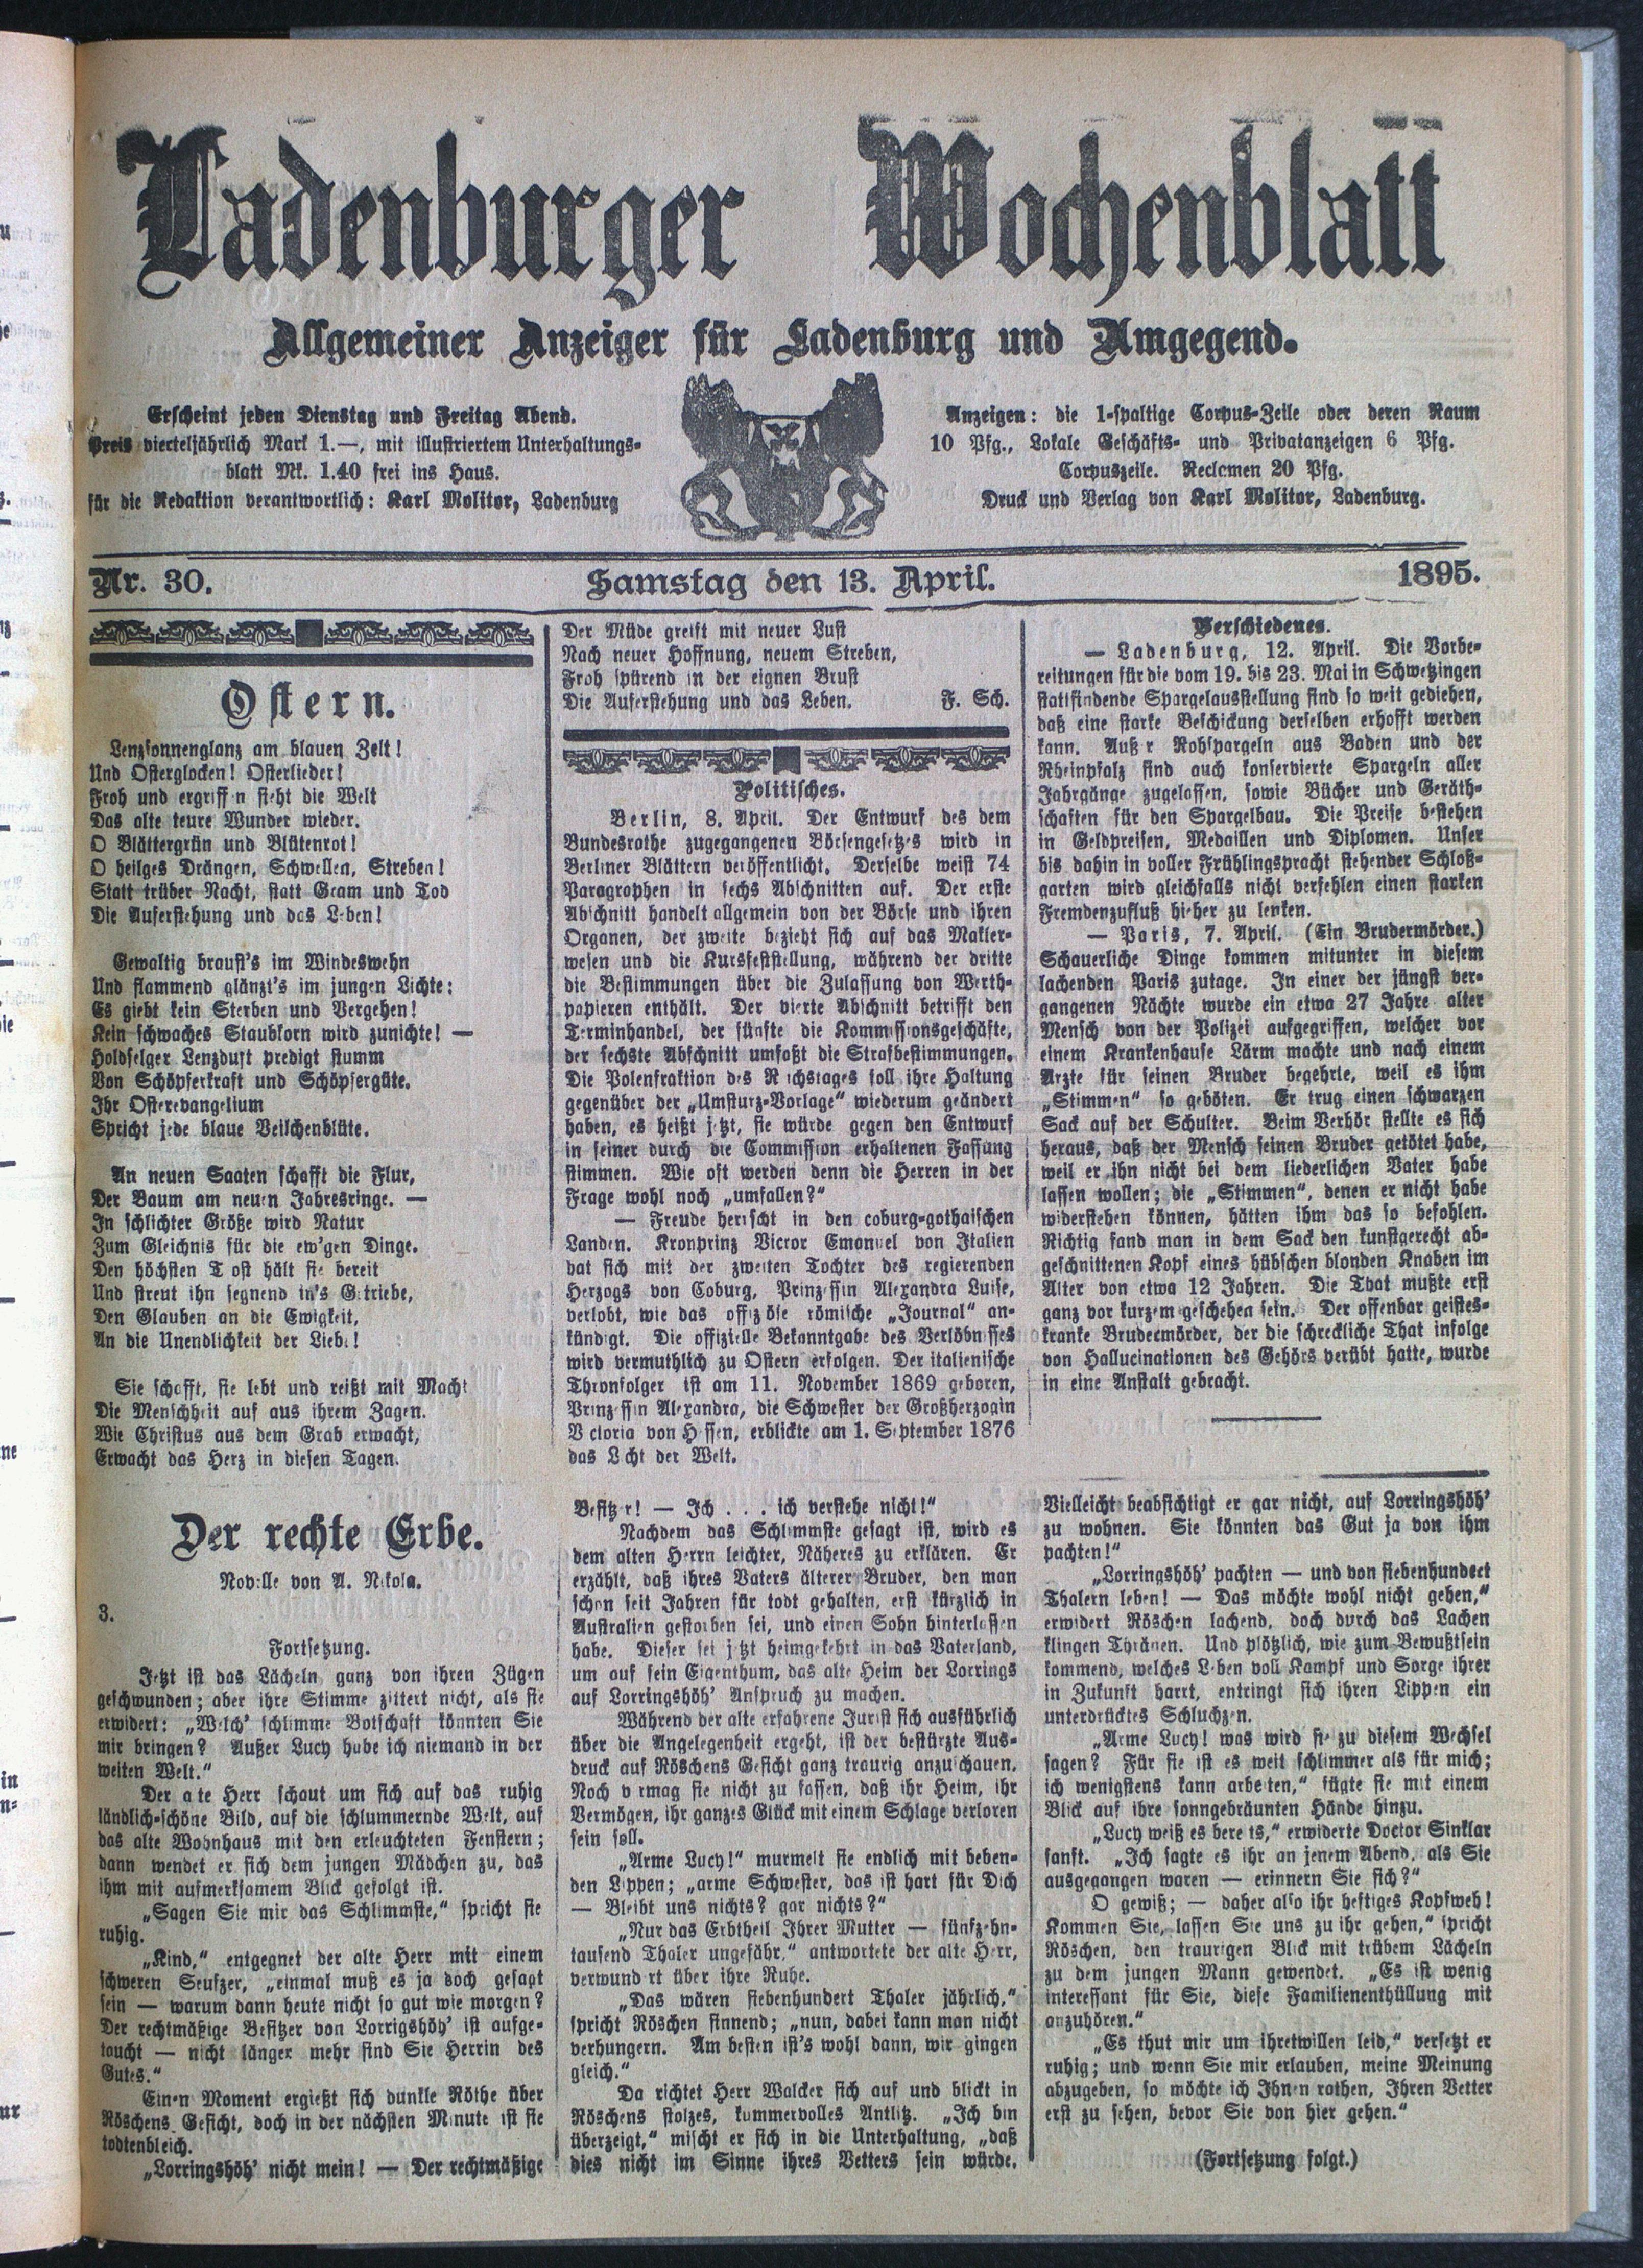 Ladenburger Wochenblatt
Allgemeiner Anzeiger für Ladenburg und Umgegend.
Erscheint jeden Dienstag und Freitag Abend.
Preis vierteljährlich Mark 1.—, mit illustriertem Unterhaltungs-
blatt Mk. 1.40 frei ins Haus.
für die Redaktion verantwortlich: Karl Molitor, Ladenburg
Anzeigen: die 1-spaltige Corpus-Zeile oder deren Raum
10 Pfg., Lokale Geschäfts- und Privatanzeigen 6 Pfg.
Corpuszeile. Reclamen 20 Pfg.
Druck und Verlag von Karl Molitor, Ladenburg.
Nr. 30.
Samstag den 13. April.
1895.
Ostern.
Lenzsonnenglanz am blauen Zelt!
Und Osterglocken! Osterlieder!
Froh und ergriff n sieht die Welt
Das alte teure Wunder wieder.
O Blättergrün und Blütenrot!
O heilges Drängen, Schwellen, Streben!
Statt trüber Nacht, statt Gram und Tod
Die Auferstehung und das Leben!
Gewaltig braust's im Windeswehn
Und flammend glänzt's im jungen Lichte:
Es giebt kein Sterben und Vergehen!
Kein schwaches Staubkorn wird zunichte! —
Holdselger Lenzduft predigt stumm
Von Schöpferkraft und Schöpfergüte.
Ihr Osterevangelium
Spricht jede blaue Veilchenblüte.
An neuen Saaten schafft die Flur,
Der Baum am neuen Jahresringe. —
In schlichter Größe wird Natur
Zum Gleichnis für die ew'gen Dinge.
Den höchsten T ost hält sie bereit
Und streut ihn segnend in's Getriebe,
Den Glauben an die Ewigkeit,
An die Unendlichkeit der Liebe!
Sie schafft, sie lebt und reißt mit Macht
Die Menschheit auf aus ihrem Zagen.
Wie Christus aus dem Grab erwacht,
Erwacht das Herz in diesen Tagen.
Der Müde greift mit neuer Lust
Nach neuer Hoffnung, neuem Streben,
Froh spürend in der eignen Brust
Die Auferstehung und das Leben. F. Sch.
Politisches.
Berlin, 8. April. Der Entwurf des dem
Bundesrathe zugegangenen Börsengesetzes wird in
Berliner Blättern veröffentlicht. Derselbe weist 74
Paragraphen in sechs Abschnitten auf. Der erste
Abschnitt handelt allgemein von der Börse und ihren
Organen, der zweite bezieht sich auf das Makler-
wesen und die Kursfeststellung, während der dritte
die Bestimmungen über die Zulassung von Werth-
papieren enthält. Der vierte Abschnitt betrifft den
Terminhandel, der fünfte die Kommissionsgeschäfte,
der sechste Abschnitt umfaßt die Strafbestimmungen.
Die Polenfraktion des R ichstages soll ihre Haltung
gegenüber der „Umsturz-Vorlage“ wiederum geändert
haben, es heißt jetzt, sie würde gegen den Entwurf
in seiner durch die Commission erhaltenen Fassung
stimmen. Wie oft werden denn die Herren in der
Frage wohl noch „umfallen?“
— Freude herrscht in den coburg-gothaischen
Landen. Kronprinz Victor Emanuel von Italien
hat sich mit der zweiten Tochter des regierenden
Herzogs von Coburg, Prinzessin Alexandra Luise,
verlobt, wie das offiziöse römische „Journal“ an-
kündigt. Die offizielle Bekanntgabe des Verlöbnisses
wird vermuthlich zu Ostern erfolgen. Der italienische
Thronfolger ist am 11. November 1869 geboren,
Prinzessin Alexandra, die Schwester der Großherzogin
V ctoria von Hessen, erblickte am 1. September 1876
das Licht der Welt.
Verschiedenes.
— Ladenburg, 12. April. Die Vorbe-
reitungen für die vom 19. bis 23. Mai in Schwetzingen
stattfindende Spargelausstellung sind so weit gediehen,
daß eine starke Beschickung derselben erhofft werden
kann. Auß r Rohspargeln aus Baden und der
Rheinpfalz sind auch konservierte Spargeln aller
Jahrgänge zugelassen, sowie Bücher und Geräth-
schaften für den Spargelbau. Die Preise bestehen
in Geldpreisen, Medaillen und Diplomen. Unser
bis dahin in voller Frühlingspracht stehender Schloß-
garten wird gleichfalls nicht verfehlen einen starken
Fremdenzufluß hieher zu lenken.
— Paris, 7. April. (Ein Brudermörder.)
Schauerliche Dinge kommen mitunter in diesem
lachenden Paris zutage. In einer der jüngst ver-
gangenen Nächte wurde ein etwa 27 Jahre alter
Mensch von der Polizei aufgegriffen, welcher vor
einem Krankenhause Lärm machte und nach einem
Arzte für seinen Bruder begehrte, weil es ihm
„Stimmen“ so geböten. Er trug einen schwarzen
Sack auf der Schulter. Beim Verhör stellte es sich
heraus, daß der Mensch seinen Bruder getötet habe,
weil er ihn nicht bei dem liederlichen Vater habe
lassen wollen; die „Stimmen“, denen er nicht habe
widerstehen können, hätten ihm das so befohlen.
Richtig fand man in dem Sack den kunstgerecht ab-
geschnittenen Kopf eines hübschen blonden Knaben im
Alter von etwa 12 Jahren. Die That mußte erst
ganz vor kurzem geschehen sein. Der offenbar geistes-
kranke Brudermörder, der die schreckliche That infolge
von Hallucinationen des Gehörs verübt hatte, wurde
in eine Anstalt gebracht.
Der rechte Erbe.
Novelle von A. Nikola.
3.
Fortsetzung.
Jetzt ist das Lächeln ganz von ihren Zügen
geschwunden; aber ihre Stimme zittert nicht, als sie
erwidert: „Welch' schlimme Botschaft könnten Sie
mir bringen? Außer Lucy habe ich niemand in der
weiten Welt.“
Der a te Herr schaut um sich auf das ruhig
ländlich-schöne Bild, auf die schlummernde Welt, auf
das alte Wohnhaus mit den erleuchteten Fenstern;
dann wendet er sich dem jungen Mädchen zu, das
ihm mit aufmerksamem Blick gefolgt ist.
„Sagen Sie mir das Schlimmste,“ spricht sie
ruhig.
„Kind,“ entgegnet der alte Herr mit einem
schweren Seufzer, „einmal muß es ja doch gesagt
sein — warum dann heute nicht so gut wie morgen?
Der rechtmäßige Besitzer von Lorrigshöh' ist aufge-
taucht — nicht länger mehr sind Sie Herrin des
Gutes.“
Einen Moment ergießt sich dunkle Röthe über
Röschens Gesicht, doch in der nächsten Minute ist sie
todtenbleich.
„Lorringshöh' nicht mein! — Der rechtmäßige
Besitz r! — Ich . . . ich verstehe nicht!“
Nachdem das Schlimmste gesagt ist, wird es
dem alten Herrn leichter, Näheres zu erklären. Er
erzählt, daß ihres Vaters älterer Bruder, den man
schon seit Jahren für todt gehalten, erst kürzlich in
Australien gestorben sei, und einen Sohn hinterlassen
habe. Dieser sei jetzt heimgekehrt in das Vaterland,
um auf sein Eigenthum, das alte Heim der Lorrings
auf Lorringshöh' Anspruch zu machen.
Während der alte erfahrene Jurist sich ausführlich
über die Angelegenheit ergeht, ist der bestürzte Aus-
druck auf Röschens Gesicht ganz traurig anzuschauen.
Noch v rmag sie nicht zu fassen, daß ihr Heim, ihr
Vermögen, ihr ganzes Glück mit einem Schlage verloren
sein soll.
„Arme Lucy!“ murmelt sie endlich mit beben-
den Lippen; „arme Schwester, das ist hart für Dich
— Bleibt uns nichts? gar nichts?“
„Nur das Erbtheil Ihrer Mutter — fünfzehn-
tausend Thaler ungefähr,“ antwortete der alte Herr,
verwund rt über ihre Ruhe.
„Das wären siebenhundert Thaler jährlich,“
spricht Röschen sinnend; „nun, dabei kann man nicht
verhungern. Am besten ist's wohl dann, wir gingen
gleich.“
Da richtet Herr Walcker sich auf und blickt in
Röschens stolzes, kummervolles Antlitz. „Ich bin
überzeigt,“ mischt er sich in die Unterhaltung, „daß
dies nicht im Sinne ihres Vetters sein würde.
Vielleicht beabsichtigt er gar nicht, auf Lorringshöh'
zu wohnen. Sie könnten das Gut ja von ihm
pachten!“
„Lorringshöh' pachten — und von siebenhundert
Thalern leben! — Das möchte wohl nicht gehen,“
erwidert Röschen lachend, doch durch das Lachen
klingen Thränen. Und plötzlich, wie zum Bewußtsein
kommend, welches Leben voll Kampf und Sorge ihrer
in Zukunft harrt, entringt sich ihren Lippen ein
unterdrücktes Schluchzen.
„Arme Lucy! was wird sie zu diesem Wechsel
sagen? Für sie ist es weit schlimmer als für mich;
ich wenigstens kann arbeiten,“ fügte sie mit einem
Blick auf ihre sonngebräunten Hände hinzu.
„Lucy weiß es bere ts,“ erwiderte Doctor Sinklar
sanft. „Ich sagte es ihr an jenem Abend, als Sie
ausgegangen waren — erinnern Sie sich?“
O gewiß; — daher also ihr heftiges Kopfweh!
Kommen Sie, lassen Sie uns zu ihr gehen,“ spricht
Röschen, den traurigen Blick mit trübem Lächeln
zu dem jungen Mann gewendet. „Es ist wenig
interessant für Sie, diese Familienenthüllung mit
anzuhören.“
„Es thut mir um ihretwillen leid,“ versetzt er
ruhig; und wenn Sie mir erlauben, meine Meinung
abzugeben, so möchte ich Ihnen rathen, Ihren Vetter
erst zu sehen, bevor Sie von hier gehen.“
(Fortsetzung folgt.)